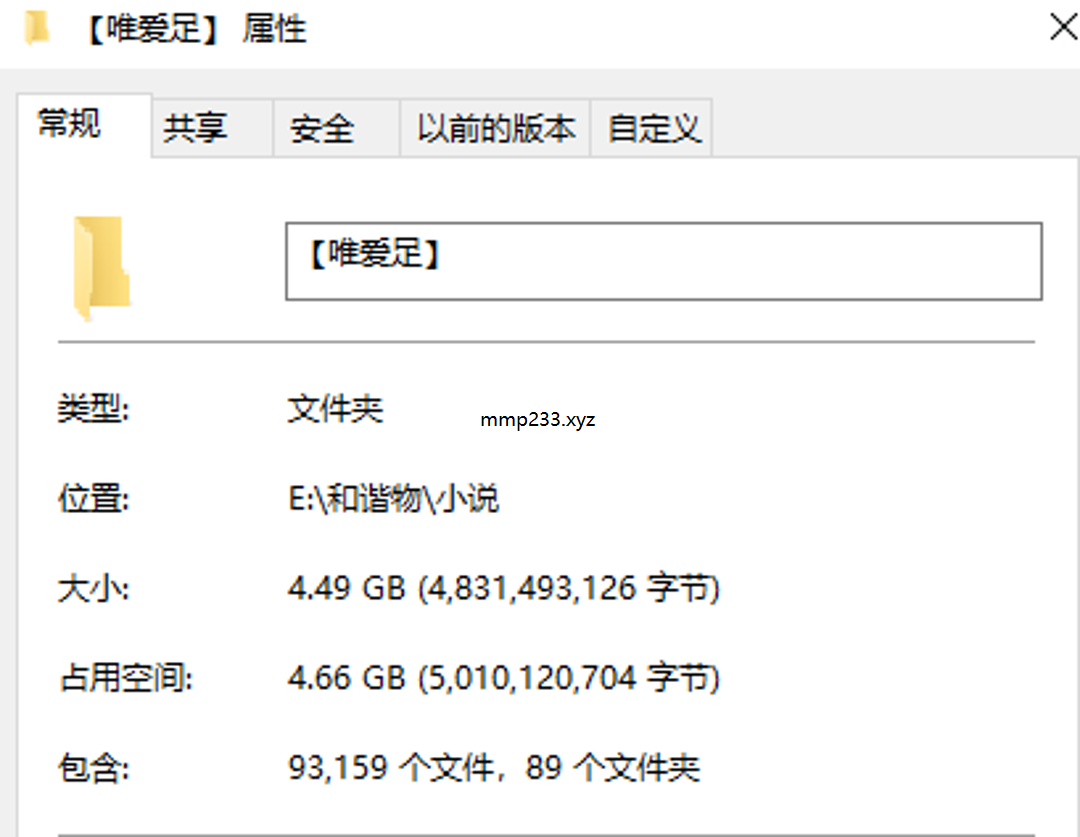 【唯爱足】 属性
常规 共享 安全 以前的版本 自定义
【唯爱足】
类型: 文件夹
mmp233.xyz
位置: E:\和谐物\小说
大小: 4.49 GB (4,831,493,126 字节)
占用空间: 4.66 GB (5,010,120,704 字节)
包含: 93,159 个文件，89 个文件夹